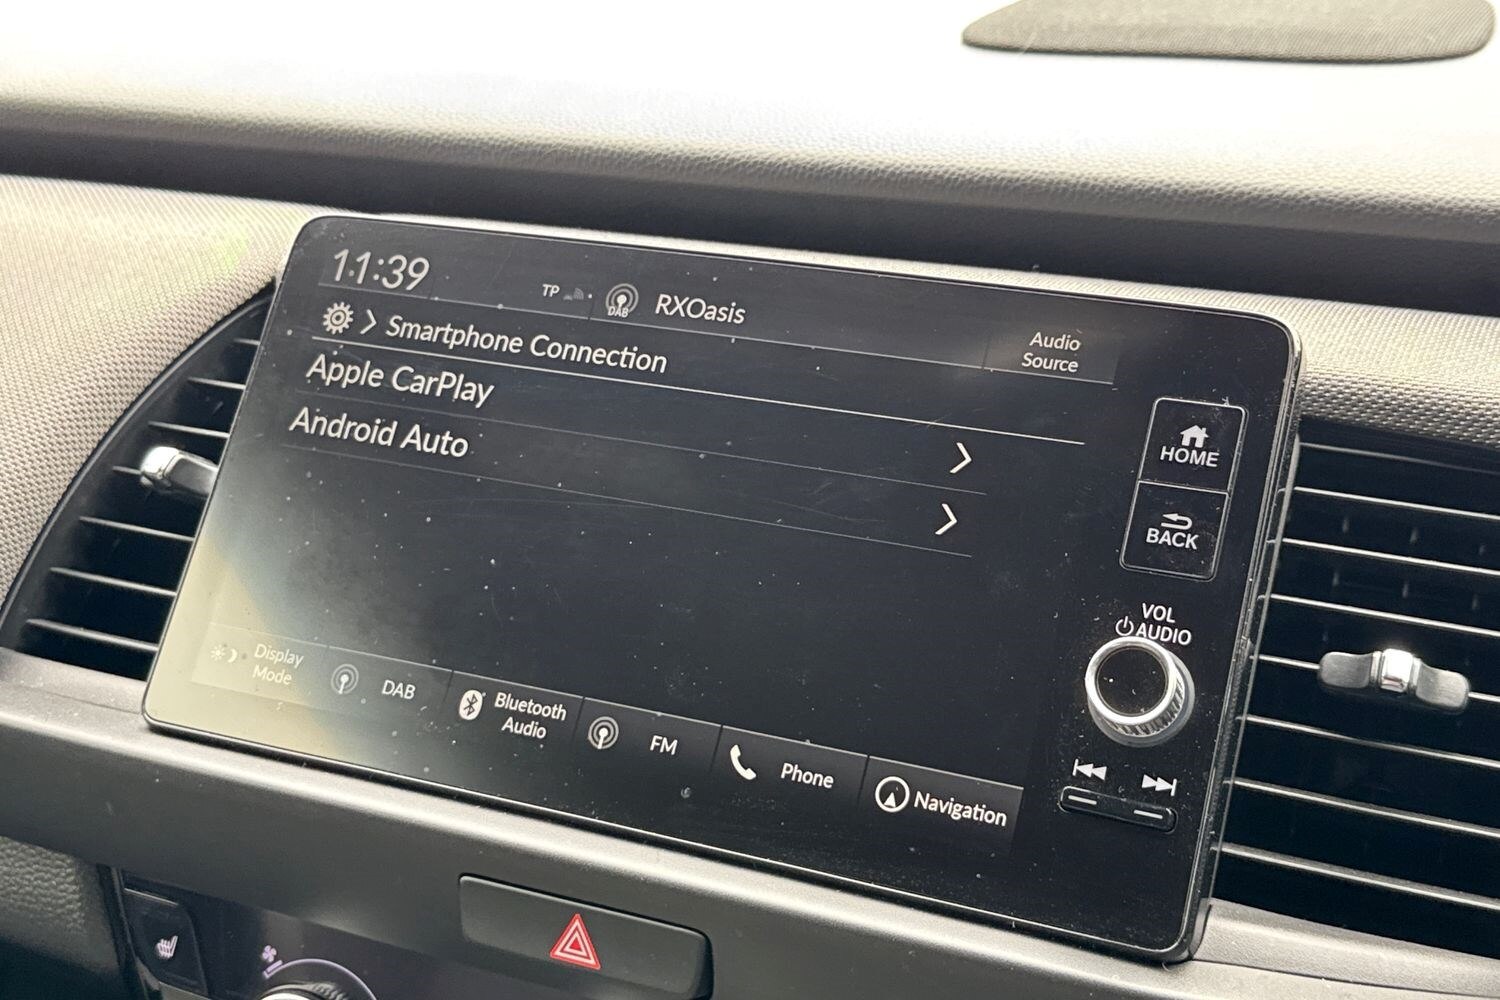 11:39
TP
DAB
RXOasis
Audio
Source
Smartphone Connection
Apple CarPlay
Android Auto
HOME
BACK
VOL
AUDIO
Display
Mode
DAB
Bluetooth
Audio
FM
Phone
Navigation